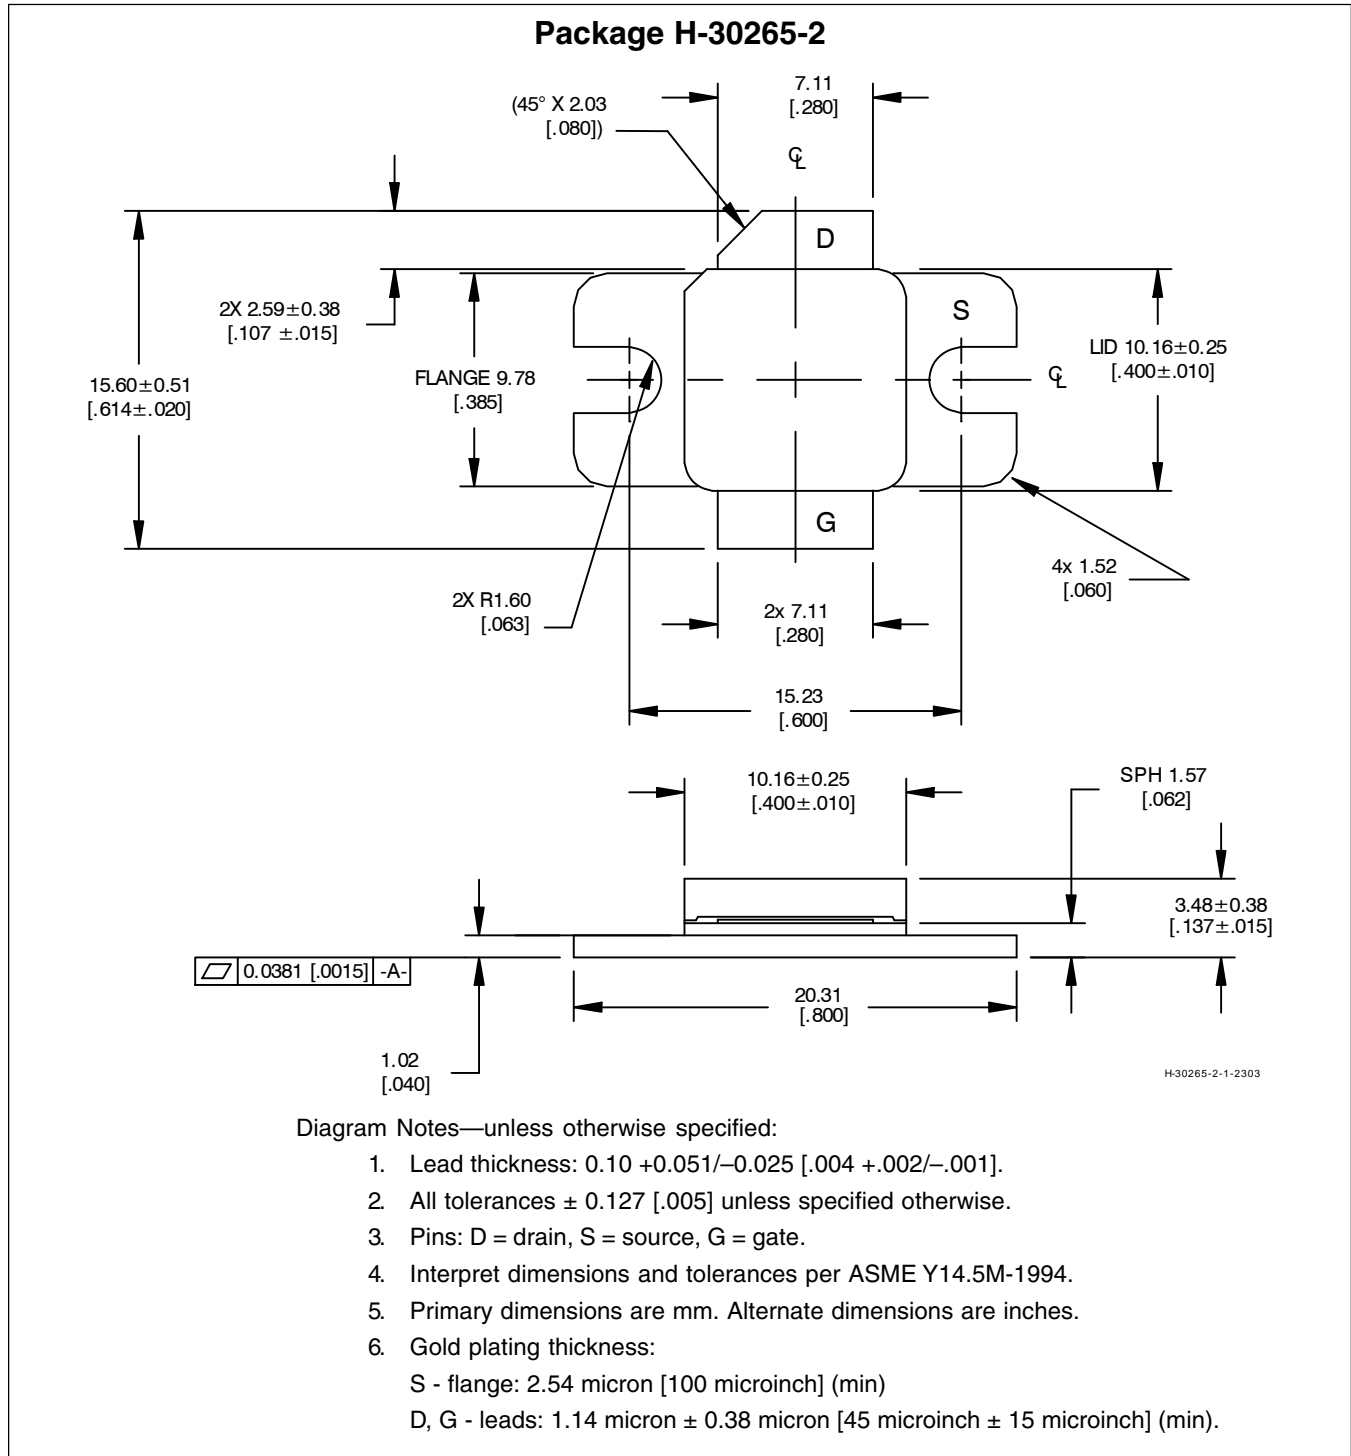 Package H-30265-2
7.11
[.280]
(45° X 2.03
[.080])
℄
D
S
2X 2.59±0.38
[.107 ±.015]
LID 10.16±0.25
[.400±.010]
15.60±0.51
[.614±.020]
FLANGE 9.78
[.385]
℄
G
4x 1.52
[.060]
2X R1.60
[.063]
2x 7.11
[.280]
15.23
[.600]
10.16±0.25
[.400±.010]
SPH 1.57
[.062]
3.48±0.38
[.137±.015]
⏥ 0.0381 [.0015] -A-
20.31
[.800]
1.02
[.040]
H-30265-2-1-2303
Diagram Notes—unless otherwise specified:
1. Lead thickness: 0.10 +0.051/–0.025 [.004 +.002/–.001].
2. All tolerances ± 0.127 [.005] unless specified otherwise.
3. Pins: D = drain, S = source, G = gate.
4. Interpret dimensions and tolerances per ASME Y14.5M-1994.
5. Primary dimensions are mm. Alternate dimensions are inches.
6. Gold plating thickness:
S - flange: 2.54 micron [100 microinch] (min)
D, G - leads: 1.14 micron ± 0.38 micron [45 microinch ± 15 microinch] (min).